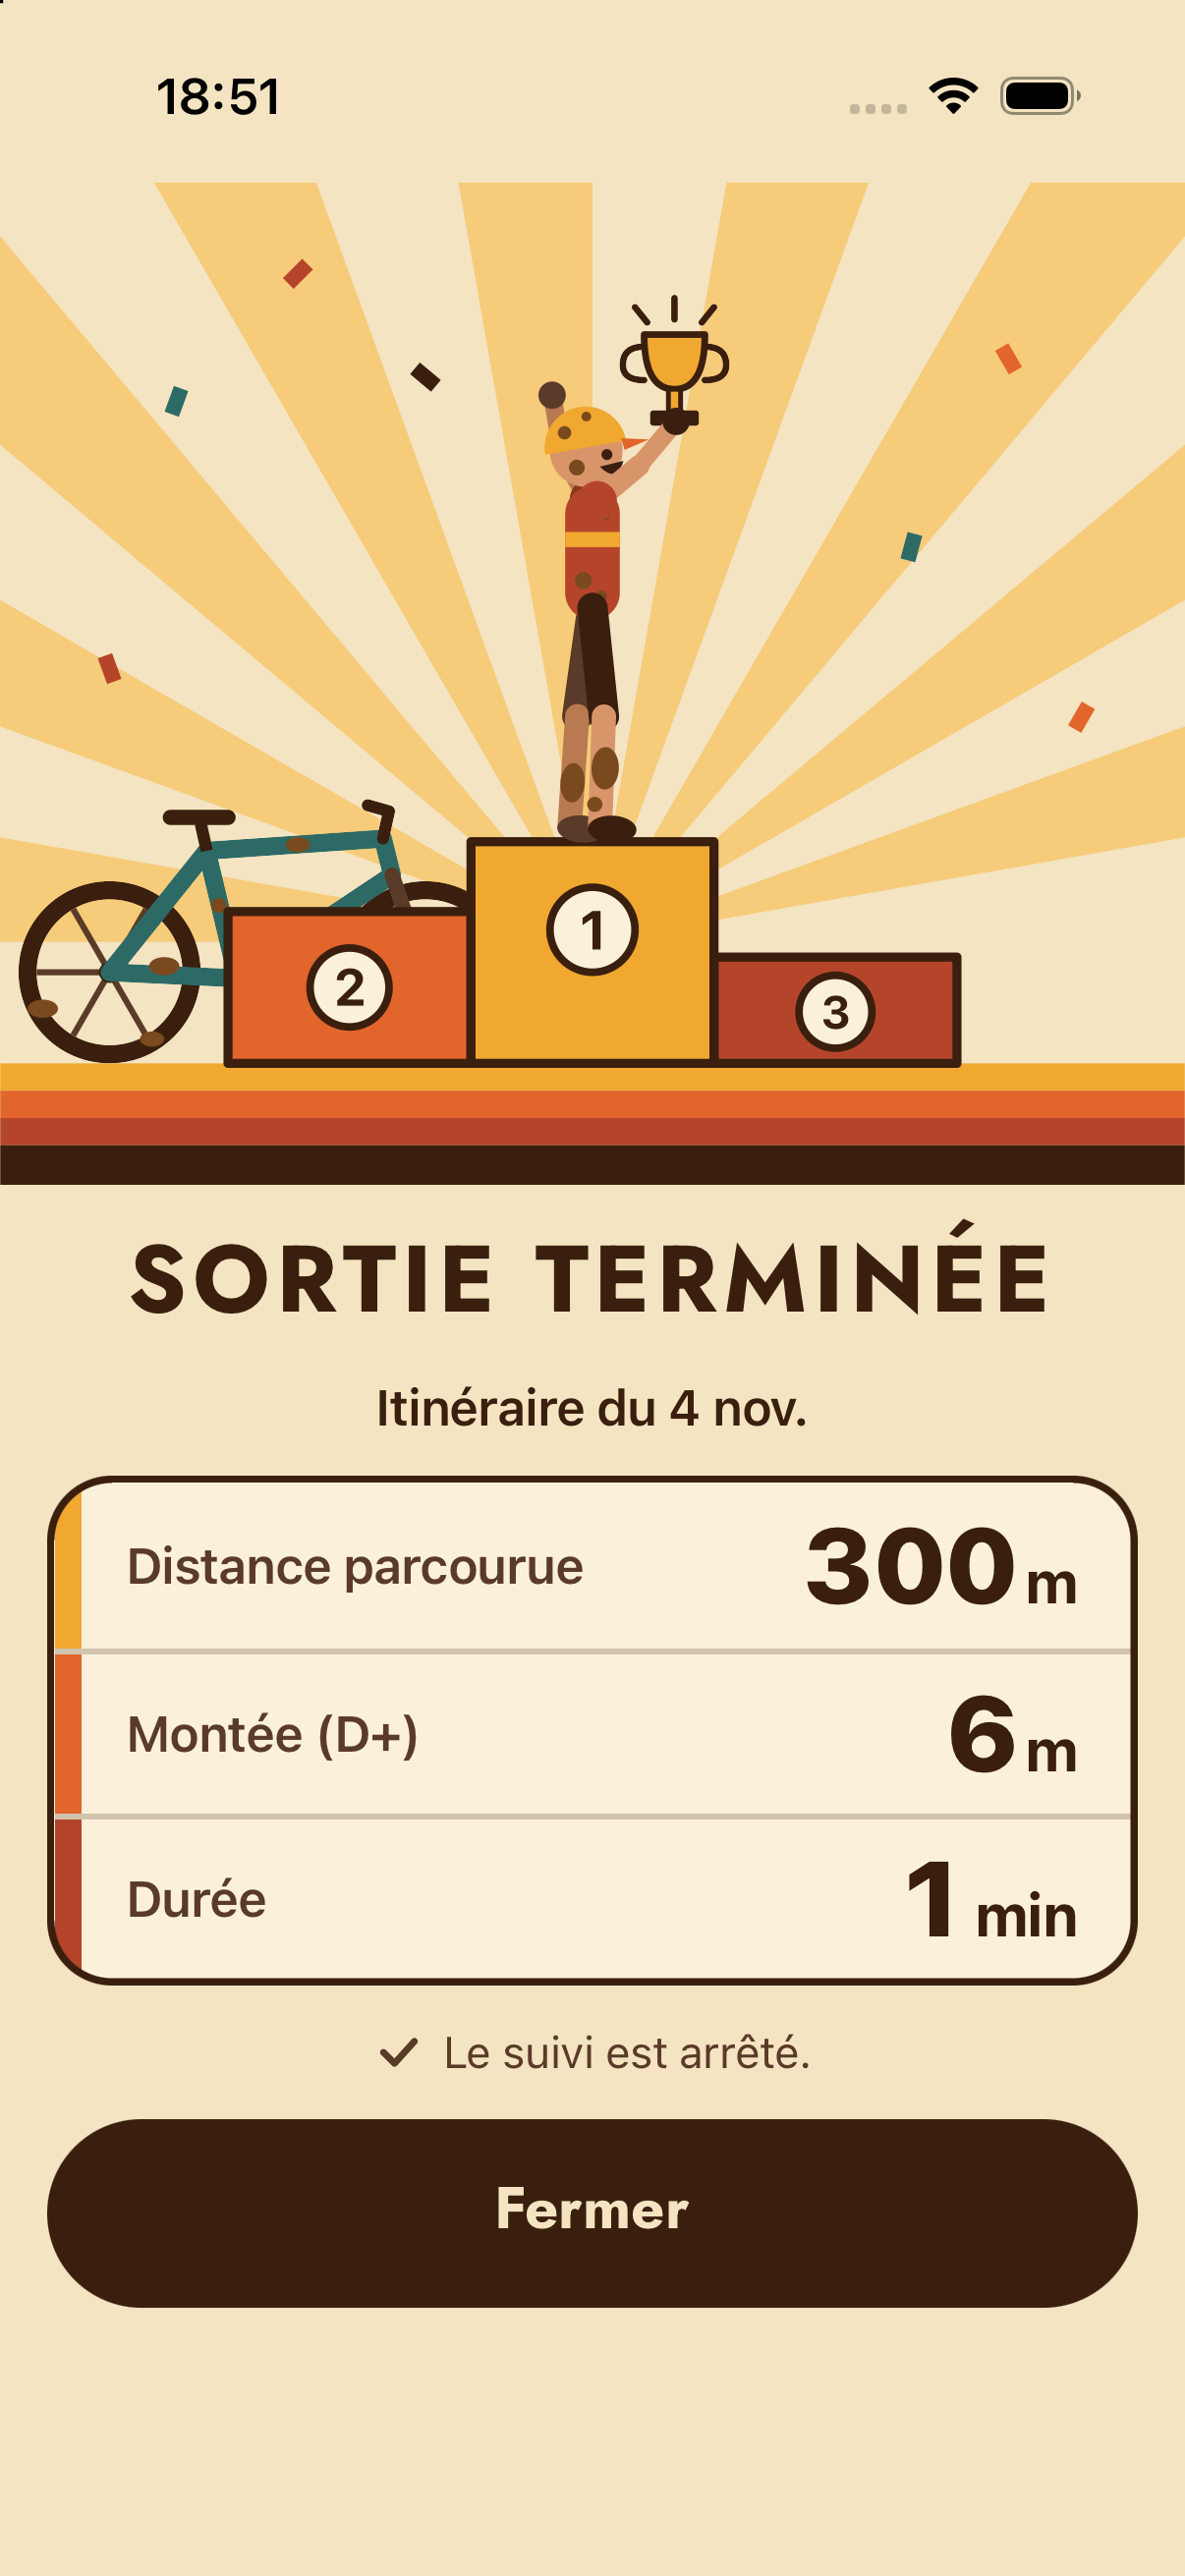 18:51
1
2
3
SORTIE TERMINÉE
Itinéraire du 4 nov.
Distance parcourue 300 m
Montée (D+) 6 m
Durée 1 min
Le suivi est arrêté.
Fermer